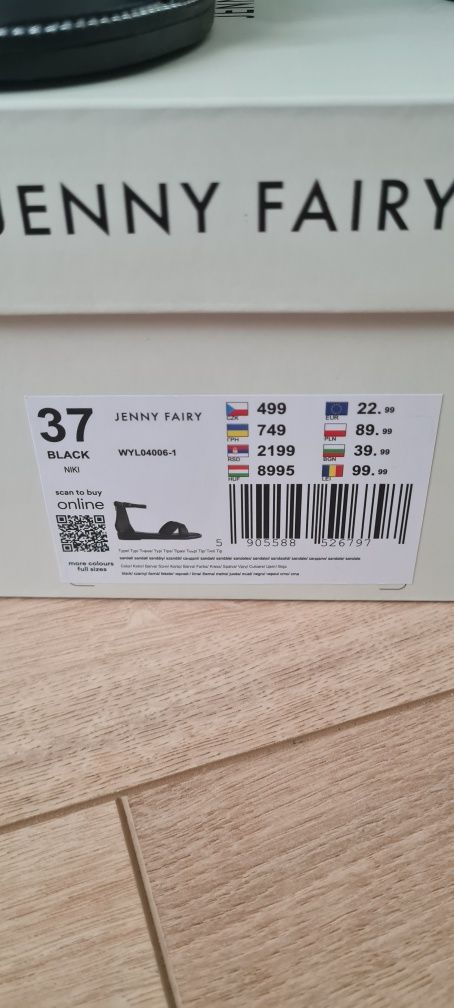 JENNY FAIRY
37
BLACK
NIKI
JENNY FAIRY
WYL04006-1
scan to buy
online
more colours
full sizes
CZK 499
ГРН 749
RSD 2199
HUF 8995
EUR 22.99
PLN 89.99
BGN 39.99
LEI 99.99
5 905588 526797